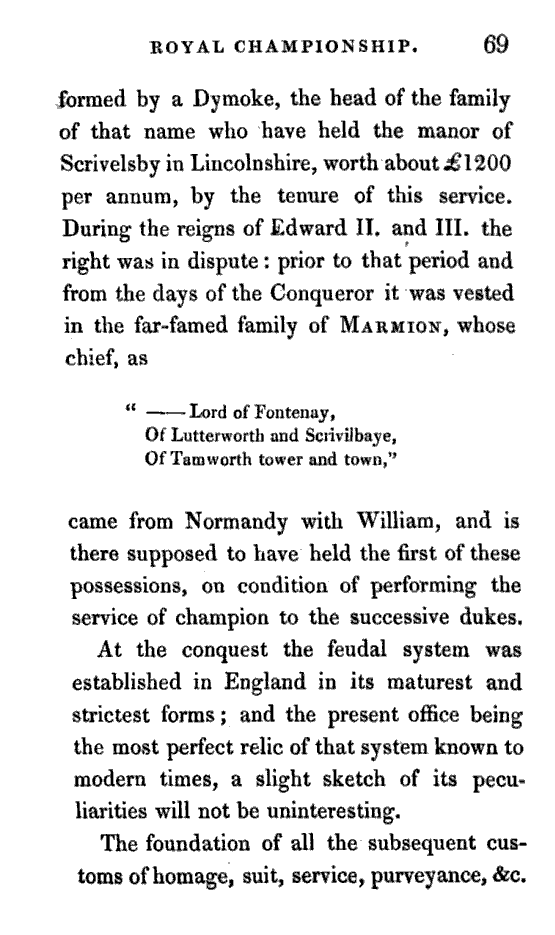 ROYAL CHAMPIONSHIP. 69
formed by a Dymoke, the head of the family
of that name who have held the manor of
Scrivelsby in Lincolnshire, worth about £1200
per annum, by the tenure of this service.
During the reigns of Edward II. and III. the
right was in dispute: prior to that period and
from the days of the Conqueror it was vested
in the far-famed family of MARMION, whose
chief, as
“ —— Lord of Fontenay,
Of Lutterworth and Scrivilbaye,
Of Tamworth tower and town,”
came from Normandy with William, and is
there supposed to have held the first of these
possessions, on condition of performing the
service of champion to the successive dukes.
At the conquest the feudal system was
established in England in its maturest and
strictest forms; and the present office being
the most perfect relic of that system known to
modern times, a slight sketch of its pecu-
liarities will not be uninteresting.
The foundation of all the subsequent cus-
toms of homage, suit, service, purveyance, &c.